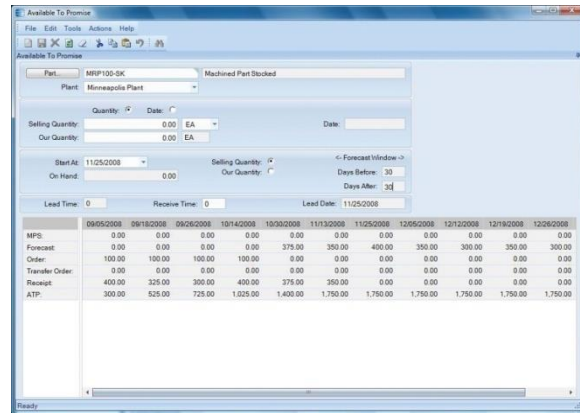 Available To Promise
File Edit Tools Actions Help
Available To Promise
Part... MRP100-SK Machined Part Stocked
Plant: Minneapolis Plant
Quantity: Date:
Selling Quantity: 0.00 EA Date:
Our Quantity: 0.00 EA
Start At: 11/25/2008 Selling Quantity: <- Forecast Window ->
On Hand: 0.00 Our Quantity: Days Before: 30
Days After: 30
Lead Time: 0 Receive Time: 0 Lead Date: 11/25/2008
09/05/2008 09/18/2008 09/26/2008 10/14/2008 10/30/2008 11/13/2008 11/25/2008 12/05/2008 12/12/2008 12/19/2008 12/26/2008
MPS: 0.00 0.00 0.00 0.00 0.00 0.00 0.00 0.00 0.00 0.00 0.00
Forecast: 0.00 0.00 0.00 0.00 375.00 350.00 400.00 350.00 300.00 350.00 300.00
Order: 100.00 100.00 100.00 100.00 0.00 0.00 0.00 0.00 0.00 0.00 0.00
Transfer Order: 0.00 0.00 0.00 0.00 0.00 0.00 0.00 0.00 0.00 0.00 0.00
Receipt: 400.00 325.00 300.00 400.00 375.00 350.00 0.00 0.00 0.00 0.00 0.00
ATP: 300.00 525.00 725.00 1,025.00 1,400.00 1,750.00 1,750.00 1,750.00 1,750.00 1,750.00 1,750.00
Ready